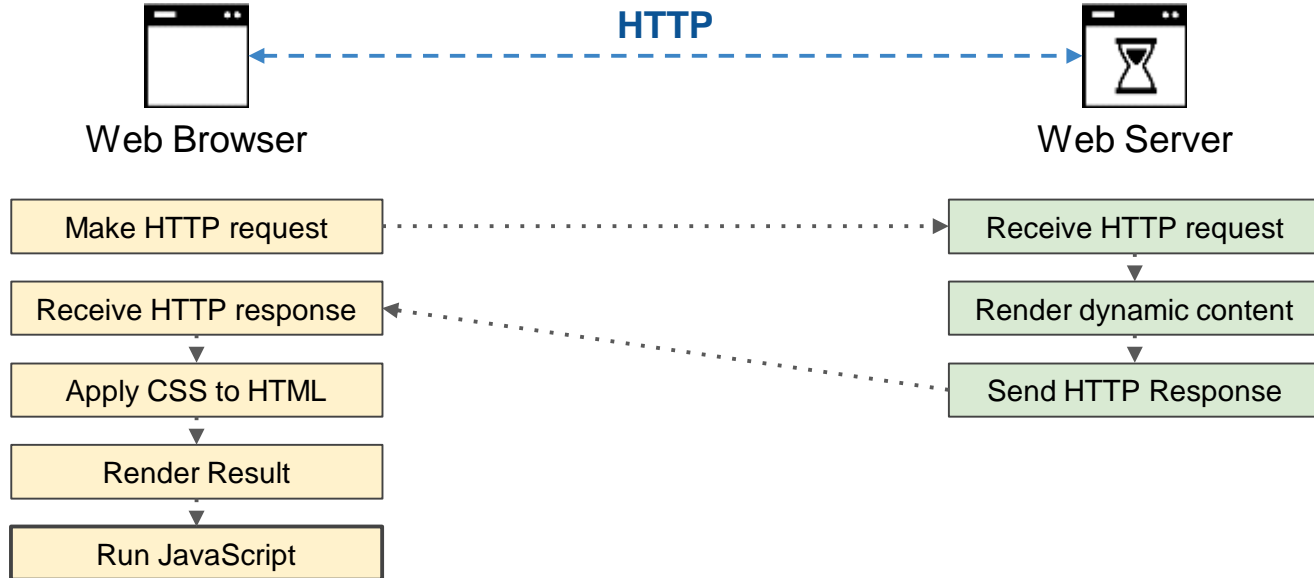 HTTP
Web Browser
Web Server
Make HTTP request
Receive HTTP request
Receive HTTP response
Render dynamic content
Apply CSS to HTML
Send HTTP Response
Render Result
Run JavaScript